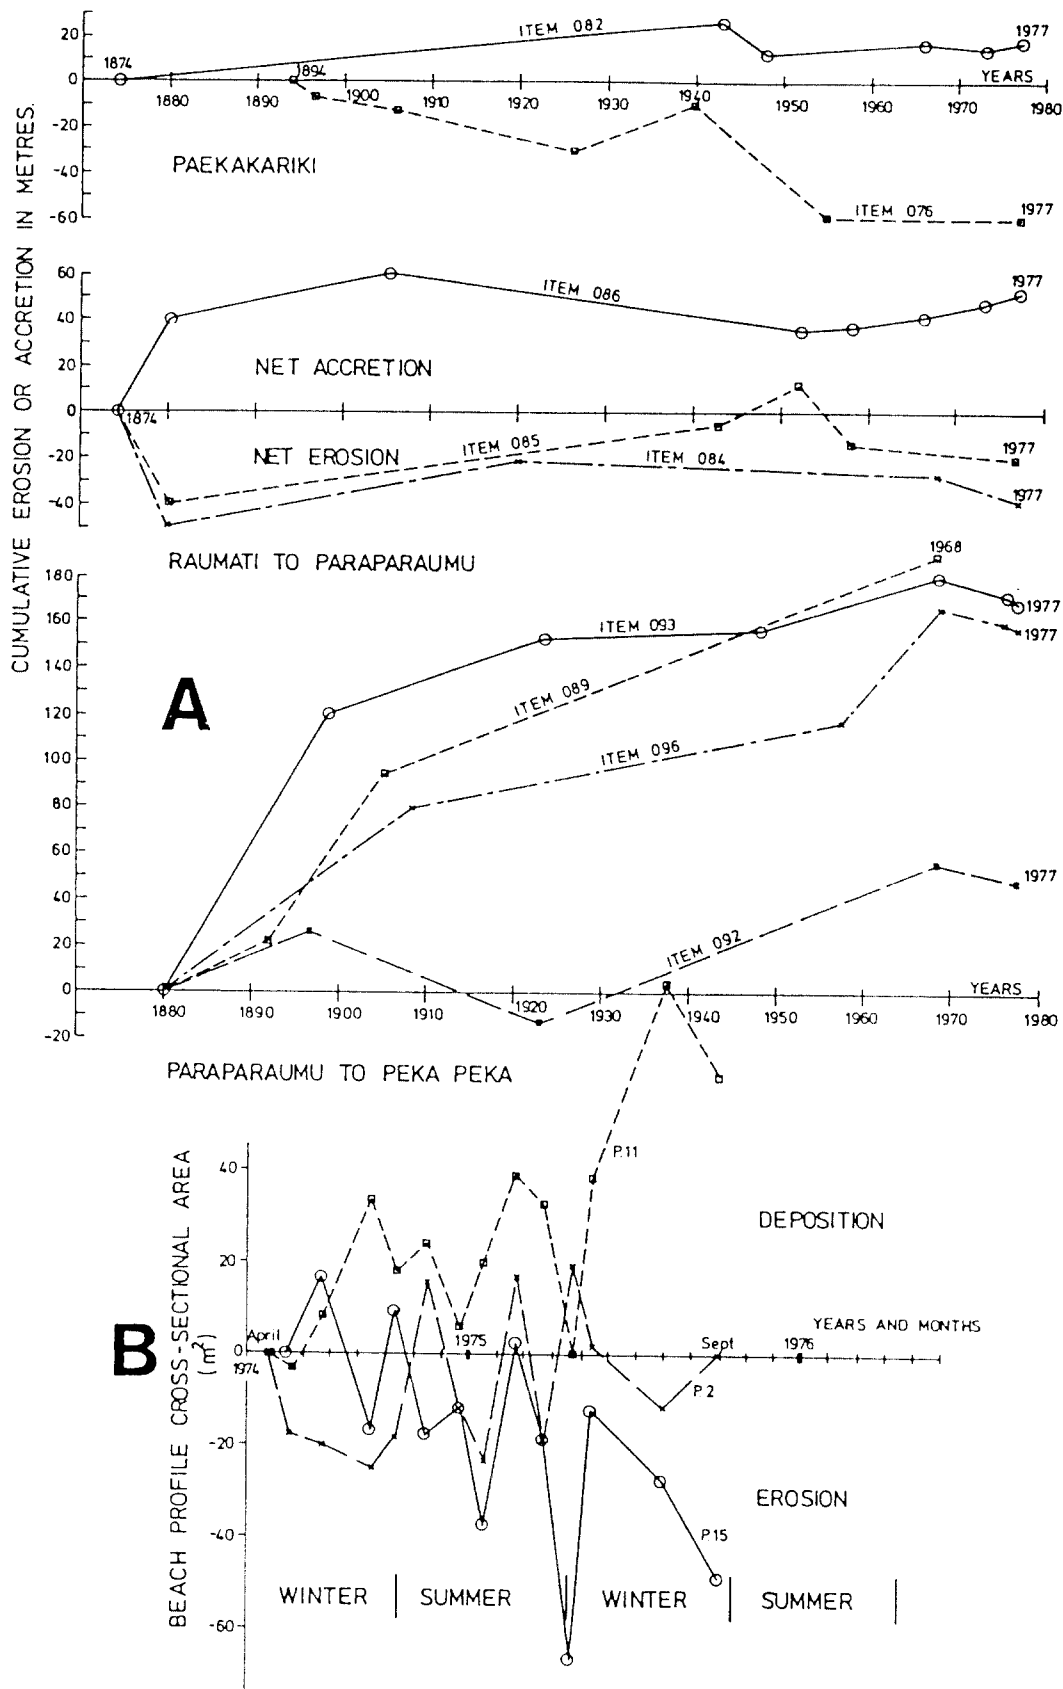 CUMULATIVE EROSION OR ACCRETION IN METRES.
20
0
-20
-40
-60
1874
1894
ITEM 082
1977
YEARS
1880 1890 1900 1910 1920 1930 1940 1950 1960 1970 1980
PAEKAKARIKI
ITEM 076
1977
60
40
20
0
-20
-40
ITEM 086
1977
NET ACCRETION
1874
NET EROSION
ITEM 085
ITEM 084
1977
1977
RAUMATI TO PARAPARAUMU
180
160
140
120
100
80
60
40
20
0
-20
A
1968
ITEM 093
1977
1977
ITEM 089
ITEM 096
1977
ITEM 092
YEARS
1880 1890 1900 1910 1920 1930 1940 1950 1960 1970 1980
PARAPARAUMU TO PEKA PEKA
B
BEACH PROFILE CROSS-SECTIONAL AREA
(m²)
40
20
0
-20
-40
-60
P.11
DEPOSITION
April
1974
1975
Sept
1976
YEARS AND MONTHS
P.2
EROSION
P.15
WINTER SUMMER WINTER SUMMER